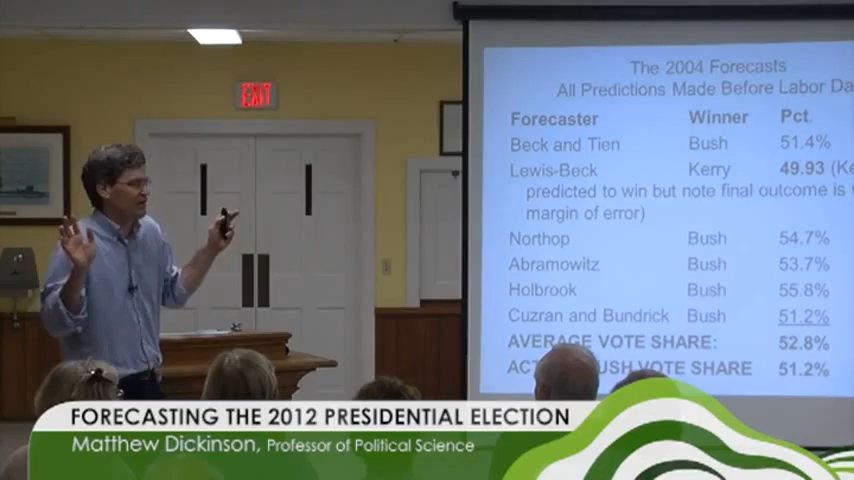 EXIT
The 2004 Forecasts
All Predictions Made Before Labor Da
Forecaster Winner Pct.
Beck and Tien Bush 51.4%
Lewis-Beck Kerry 49.93 (Ke
predicted to win but note final outcome is
margin of error)
Northop Bush 54.7%
Abramowitz Bush 53.7%
Holbrook Bush 55.8%
Cuzran and Bundrick Bush 51.2%
AVERAGE VOTE SHARE: 52.8%
VOTE SHARE 51.2%
FORECASTING THE 2012 PRESIDENTIAL ELECTION
Matthew Dickinson, Professor of Political Science